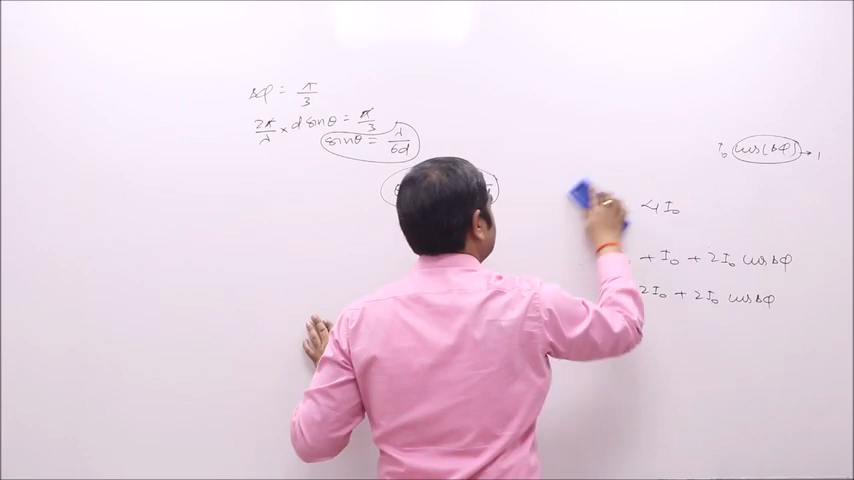 Δφ = π/3
2π/λ × d sinθ = π/3
sinθ = λ/6d
I₀ cos(Δφ) → 1
4I₀
+ I₀ + 2I₀ cosΔφ
2I₀ + 2I₀ cosΔφ